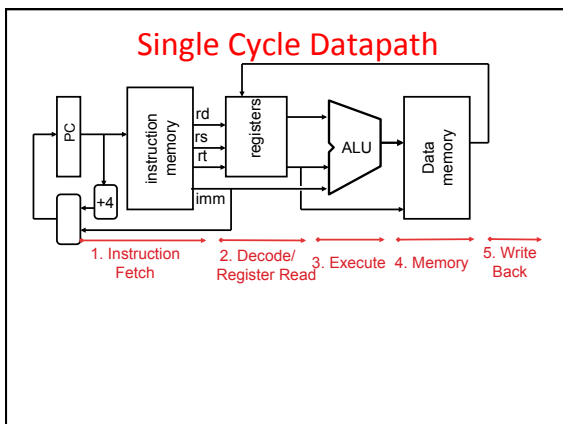 Single Cycle Datapath
PC
instruction
memory
rd
rs
rt
imm
registers
ALU
Data
memory
+4
1. Instruction
Fetch
2. Decode/
Register Read
3. Execute
4. Memory
5. Write
Back